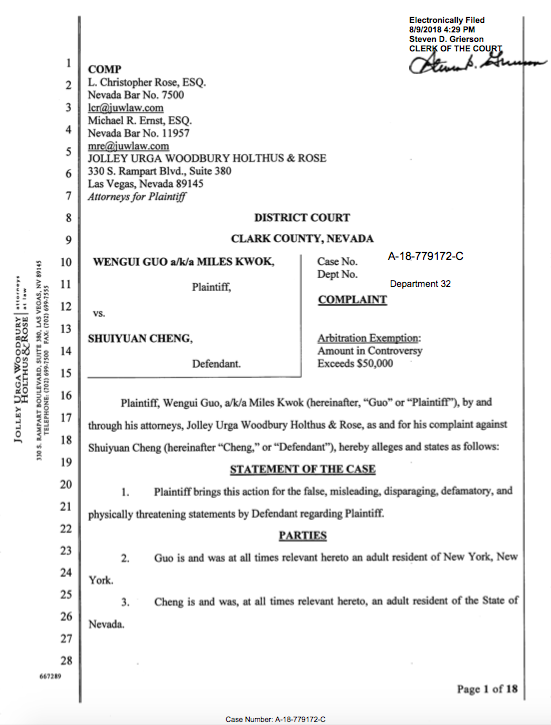 Electronically Filed
8/9/2018 4:29 PM
Steven D. Grierson
CLERK OF THE COURT
1 COMP
2 L. Christopher Rose, ESQ.
Nevada Bar No. 7500
3 lcr@juwlaw.com
Michael R. Ernst, ESQ.
4 Nevada Bar No. 11957
mre@juwlaw.com
5 JOLLEY URGA WOODBURY HOLTHUS & ROSE
6 330 S. Rampart Blvd., Suite 380
Las Vegas, Nevada 89145
7 Attorneys for Plaintiff
8 DISTRICT COURT
9 CLARK COUNTY, NEVADA
10 WENGUI GUO a/k/a MILES KWOK, Case No. A-18-779172-C
Dept No.
11 Plaintiff, Department 32
12 vs. COMPLAINT
13 SHUIYUAN CHENG, Arbitration Exemption:
14 Defendant. Amount in Controversy
15 Exceeds $50,000
16 Plaintiff, Wengui Guo, a/k/a Miles Kwok (hereinafter, “Guo” or “Plaintiff”), by and
17 through his attorneys, Jolley Urga Woodbury Holthus & Rose, as and for his complaint against
18 Shuiyuan Cheng (hereinafter “Cheng,” or “Defendant”), hereby alleges and states as follows:
19 STATEMENT OF THE CASE
20 1. Plaintiff brings this action for the false, misleading, disparaging, defamatory, and
21 physically threatening statements by Defendant regarding Plaintiff.
22 PARTIES
23 2. Guo is and was at all times relevant hereto an adult resident of New York, New
24 York.
25 3. Cheng is and was, at all times relevant hereto, an adult resident of the State of
26 Nevada.
27
28
JOLLEY URGA WOODBURY attorneys
HOLTHUS & ROSE at law
330 S. RAMPART BOULEVARD, SUITE 380, LAS VEGAS, NV 89145
TELEPHONE: (702) 699-7500 FAX: (702) 699-7555
667289
Page 1 of 18
Case Number: A-18-779172-C